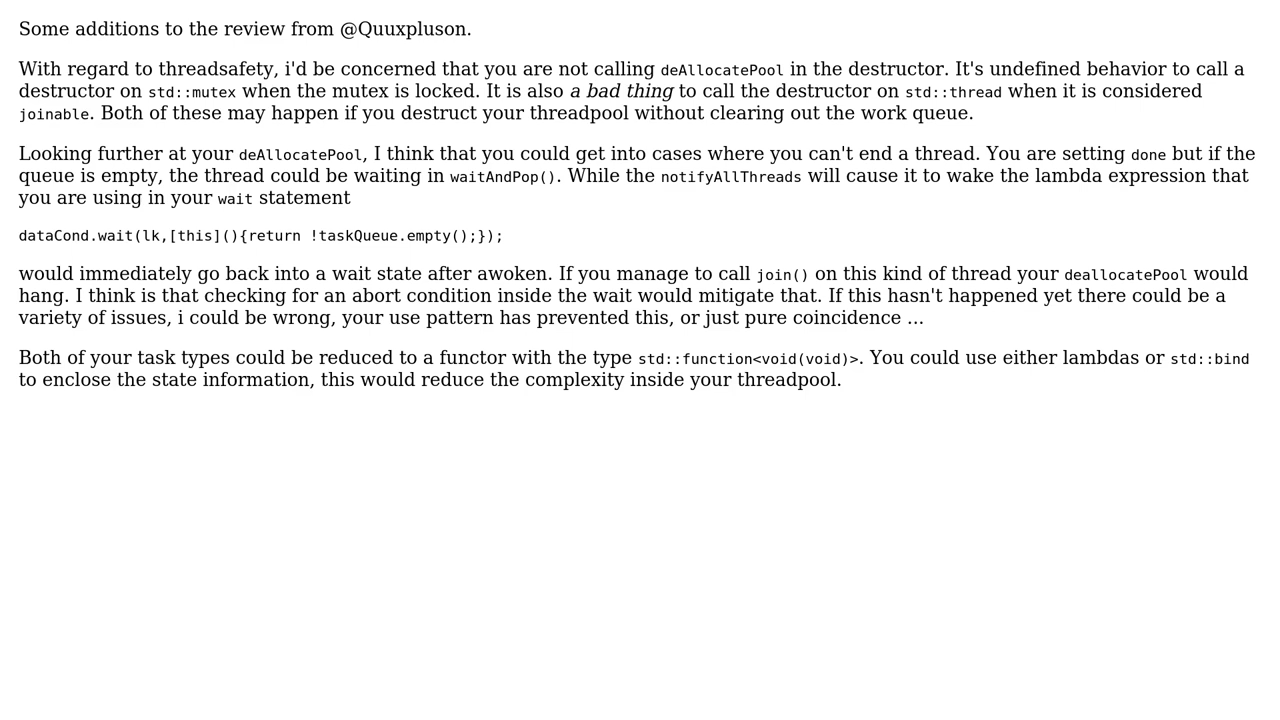 Some additions to the review from @Quuxpluson.
With regard to threadsafety, i'd be concerned that you are not calling deAllocatePool in the destructor. It's undefined behavior to call a
destructor on std::mutex when the mutex is locked. It is also a bad thing to call the destructor on std::thread when it is considered
joinable. Both of these may happen if you destruct your threadpool without clearing out the work queue.
Looking further at your deAllocatePool, I think that you could get into cases where you can't end a thread. You are setting done but if the
queue is empty, the thread could be waiting in waitAndPop(). While the notifyAllThreads will cause it to wake the lambda expression that
you are using in your wait statement
dataCond.wait(lk,[this](){return !taskQueue.empty();});
would immediately go back into a wait state after awoken. If you manage to call join() on this kind of thread your deallocatePool would
hang. I think is that checking for an abort condition inside the wait would mitigate that. If this hasn't happened yet there could be a
variety of issues, i could be wrong, your use pattern has prevented this, or just pure coincidence ...
Both of your task types could be reduced to a functor with the type std::function<void(void)>. You could use either lambdas or std::bind
to enclose the state information, this would reduce the complexity inside your threadpool.